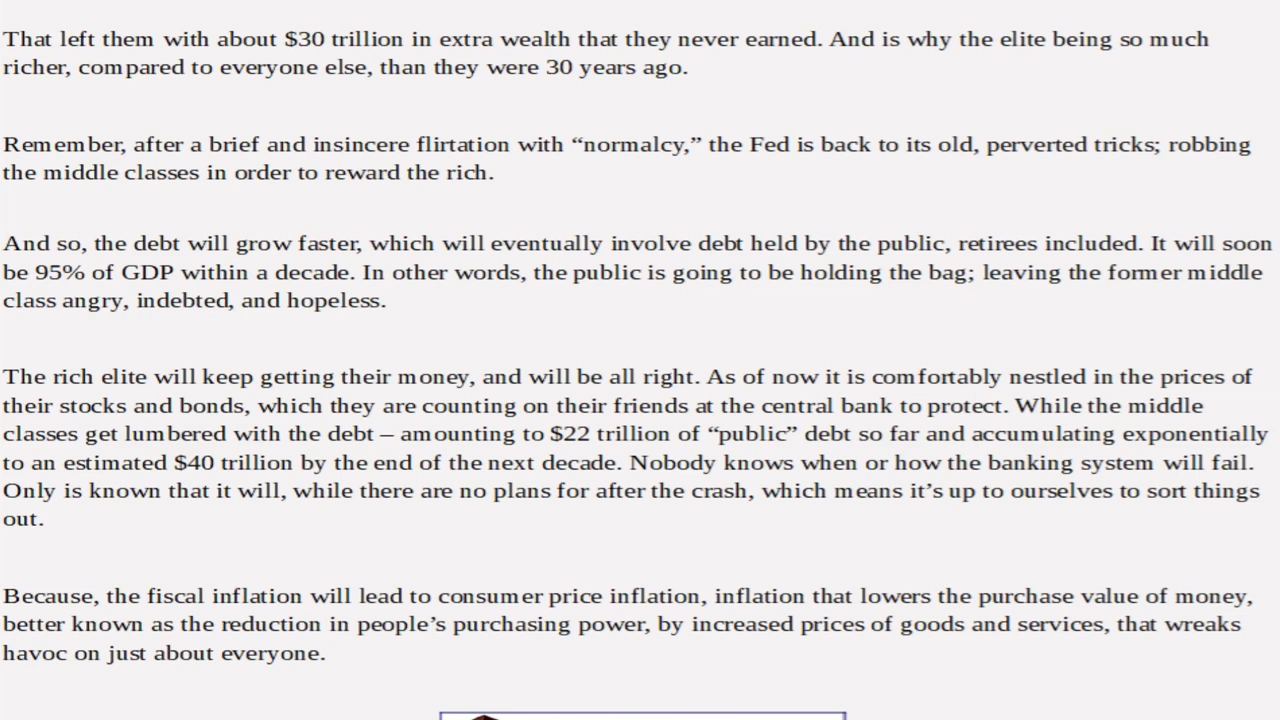 That left them with about $30 trillion in extra wealth that they never earned. And is why the elite being so much
richer, compared to everyone else, than they were 30 years ago.
Remember, after a brief and insincere flirtation with “normalcy,” the Fed is back to its old, perverted tricks; robbing
the middle classes in order to reward the rich.
And so, the debt will grow faster, which will eventually involve debt held by the public, retirees included. It will soon
be 95% of GDP within a decade. In other words, the public is going to be holding the bag; leaving the former middle
class angry, indebted, and hopeless.
The rich elite will keep getting their money, and will be all right. As of now it is comfortably nestled in the prices of
their stocks and bonds, which they are counting on their friends at the central bank to protect. While the middle
classes get lumbered with the debt – amounting to $22 trillion of “public” debt so far and accumulating exponentially
to an estimated $40 trillion by the end of the next decade. Nobody knows when or how the banking system will fail.
Only is known that it will, while there are no plans for after the crash, which means it’s up to ourselves to sort things
out.
Because, the fiscal inflation will lead to consumer price inflation, inflation that lowers the purchase value of money,
better known as the reduction in people’s purchasing power, by increased prices of goods and services, that wreaks
havoc on just about everyone.